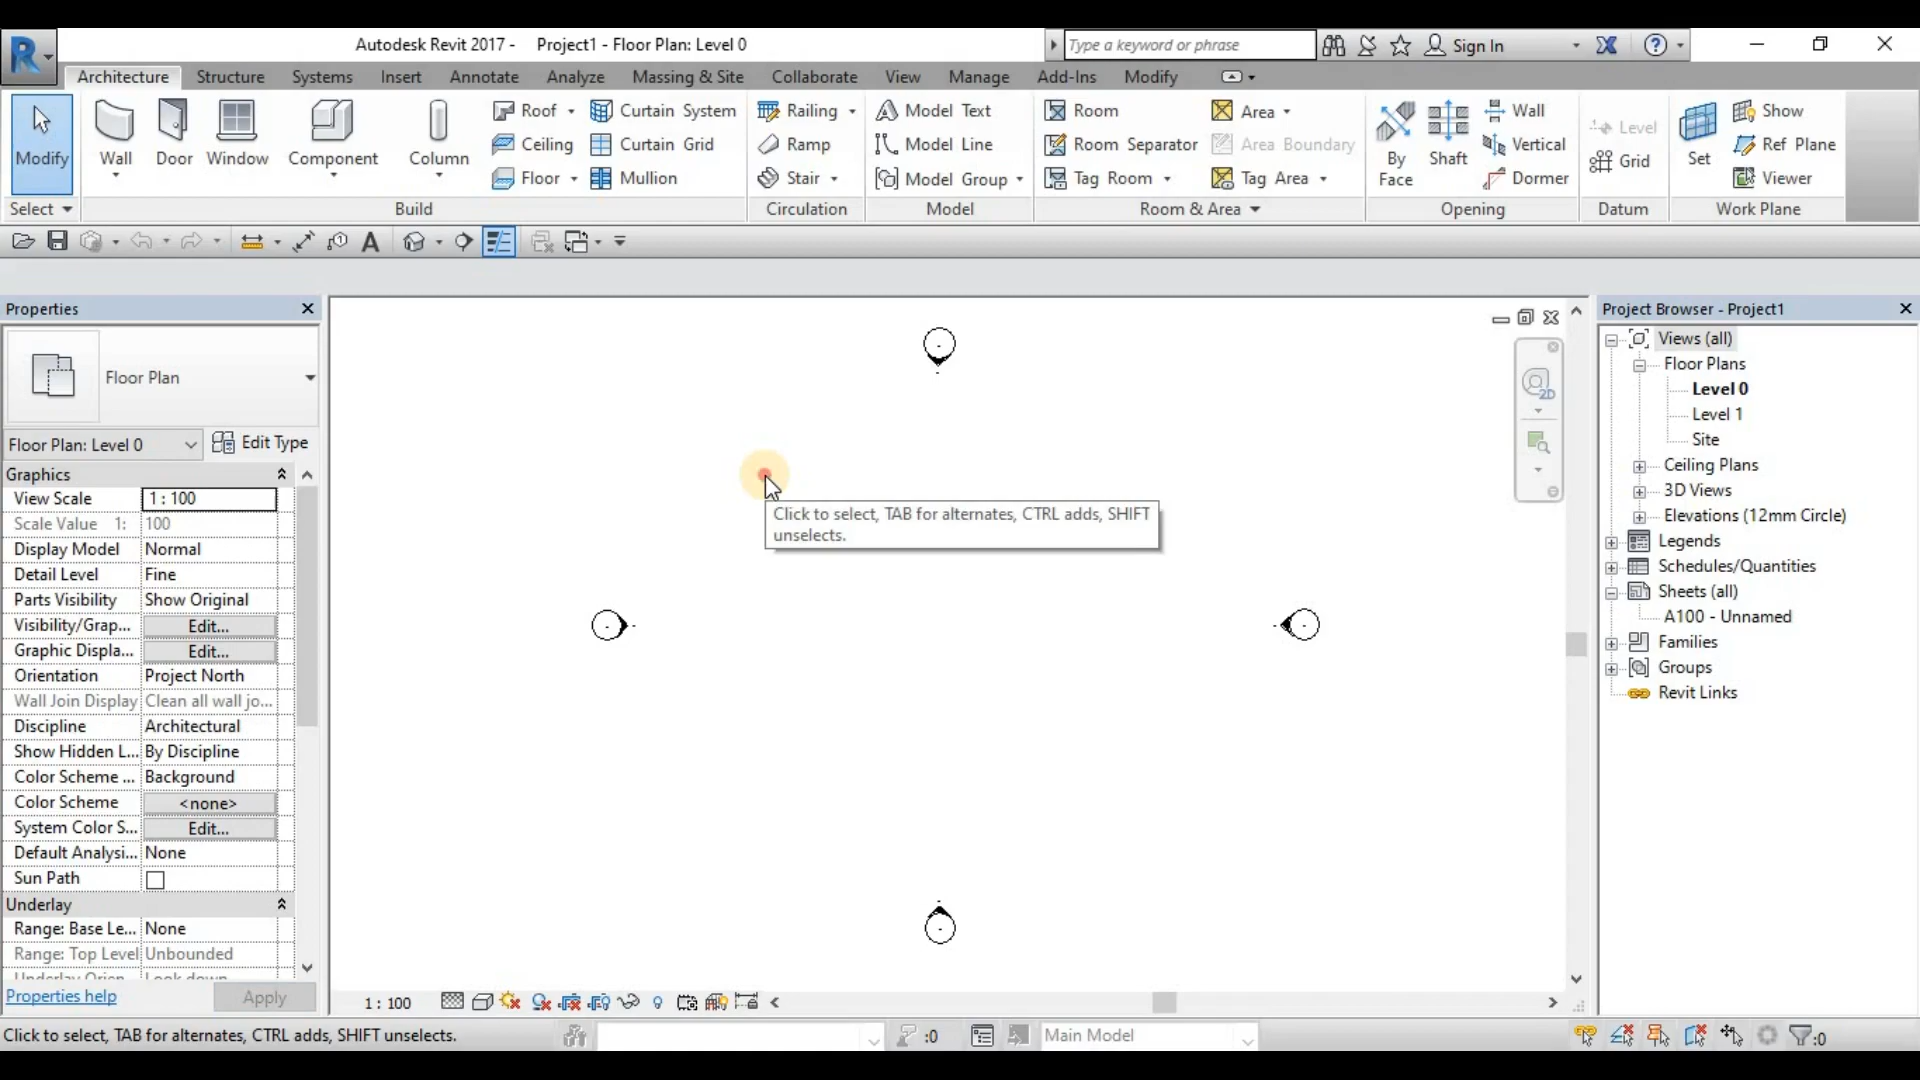 Autodesk Revit 2017 - Project1 - Floor Plan: Level 0
Type a keyword or phrase
Sign In
Architecture Structure Systems Insert Annotate Analyze Massing & Site Collaborate View Manage Add-Ins Modify
Modify
Wall Door Window Component Column
Roof Curtain System
Ceiling Curtain Grid
Floor Mullion
Railing
Ramp
Stair
Model Text
Model Line
Model Group
Room Area
Room Separator Area Boundary
Tag Room Tag Area
By Face
Shaft
Wall
Vertical
Dormer
Level
Grid
Set
Show
Ref Plane
Viewer
Select Build Circulation Model Room & Area Opening Datum Work Plane
A
Properties
Floor Plan
Floor Plan: Level 0 Edit Type
Graphics
View Scale 1 : 100
Scale Value 1: 100
Display Model Normal
Detail Level Fine
Parts Visibility Show Original
Visibility/Grap... Edit...
Graphic Displa... Edit...
Orientation Project North
Wall Join Display Clean all wall jo...
Discipline Architectural
Show Hidden L... By Discipline
Color Scheme ... Background
Color Scheme <none>
System Color S... Edit...
Default Analysi... None
Sun Path
Underlay
Range: Base Le... None
Range: Top Level Unbounded
Underlay Orien... Look down
Properties help Apply
Click to select, TAB for alternates, CTRL adds, SHIFT
unselects.
2D
1 : 100
Project Browser - Project1
Views (all)
Floor Plans
Level 0
Level 1
Site
Ceiling Plans
3D Views
Elevations (12mm Circle)
Legends
Schedules/Quantities
Sheets (all)
A100 - Unnamed
Families
Groups
Revit Links
Click to select, TAB for alternates, CTRL adds, SHIFT unselects.
:0
Main Model
:0